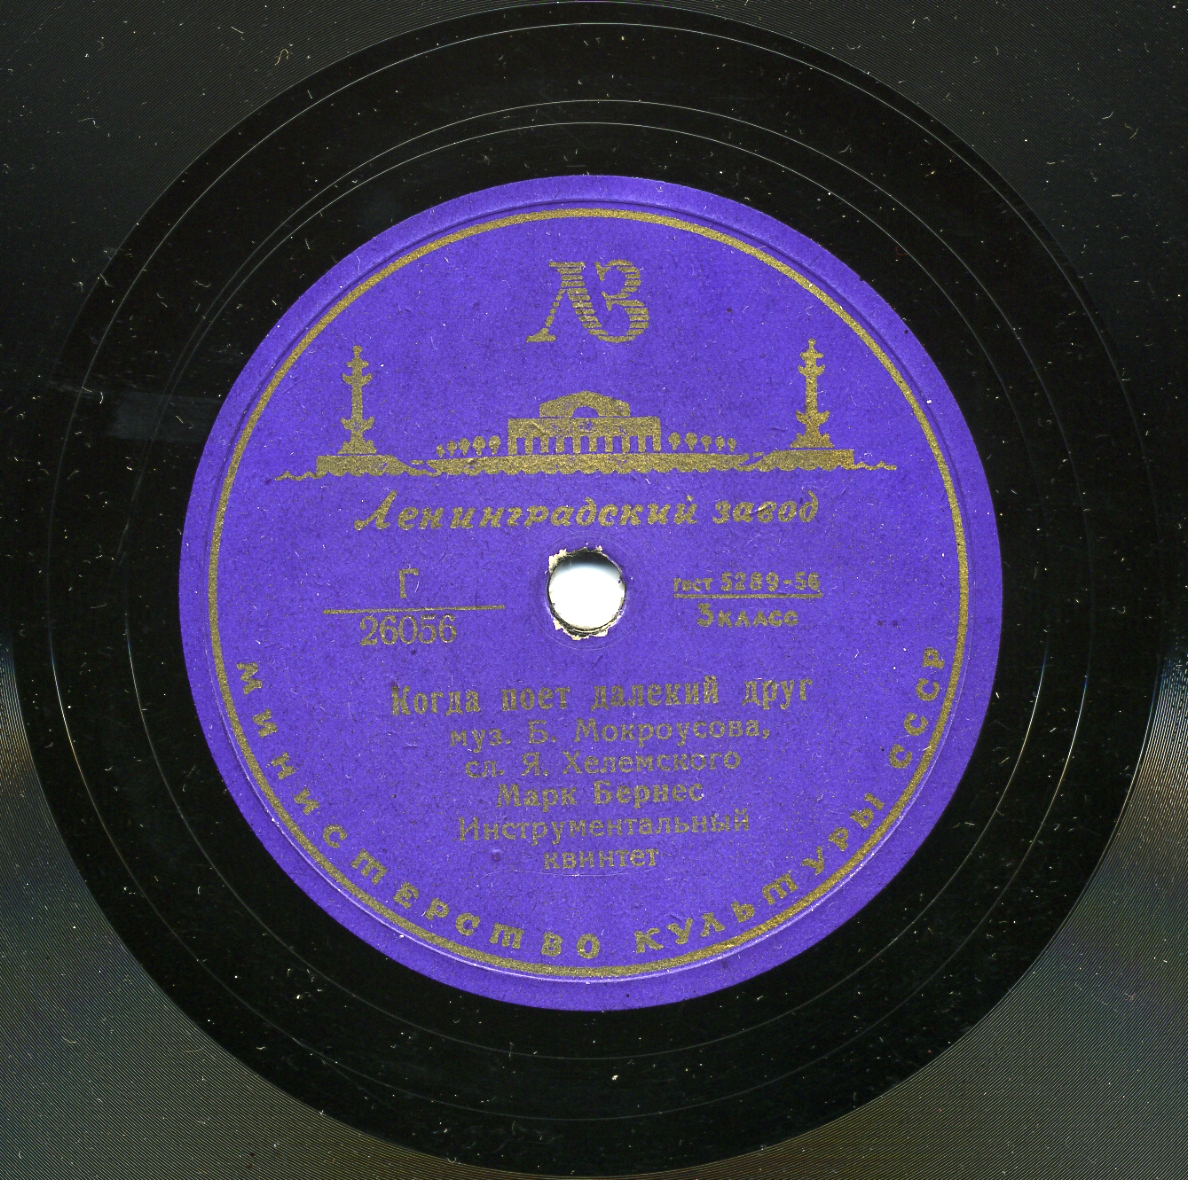 ЛЗ
Ленинградский завод
Г
26056
ГОСТ 5289-56
3 КЛАСС
Когда поет далекий друг
муз. Б. Мокроусова,
сл. Я. Хелемского
Марк Бернес
Инструментальный
квинтет
МИНИСТЕРСТВО КУЛЬТУРЫ СССР